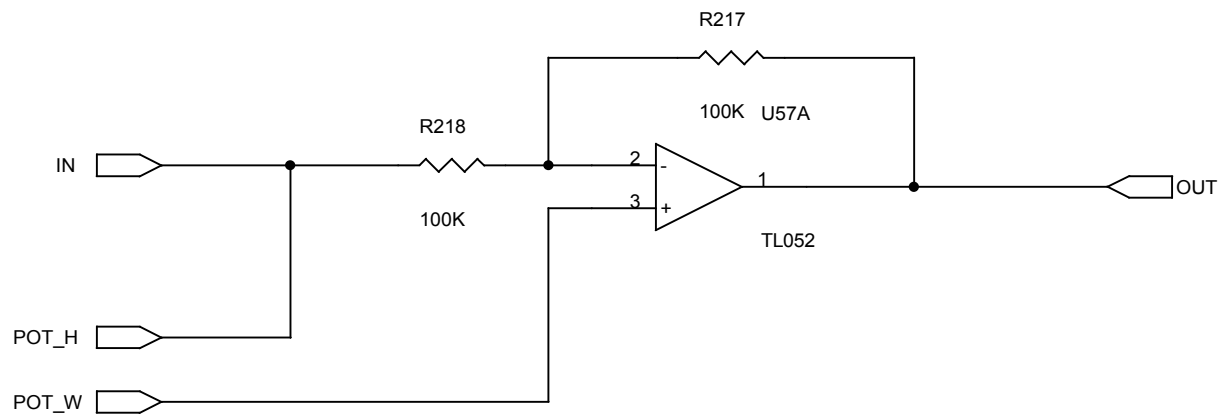 R217
100K
U57A
R218
IN
2
-
1
OUT
3
+
100K
TL052
POT_H
POT_W